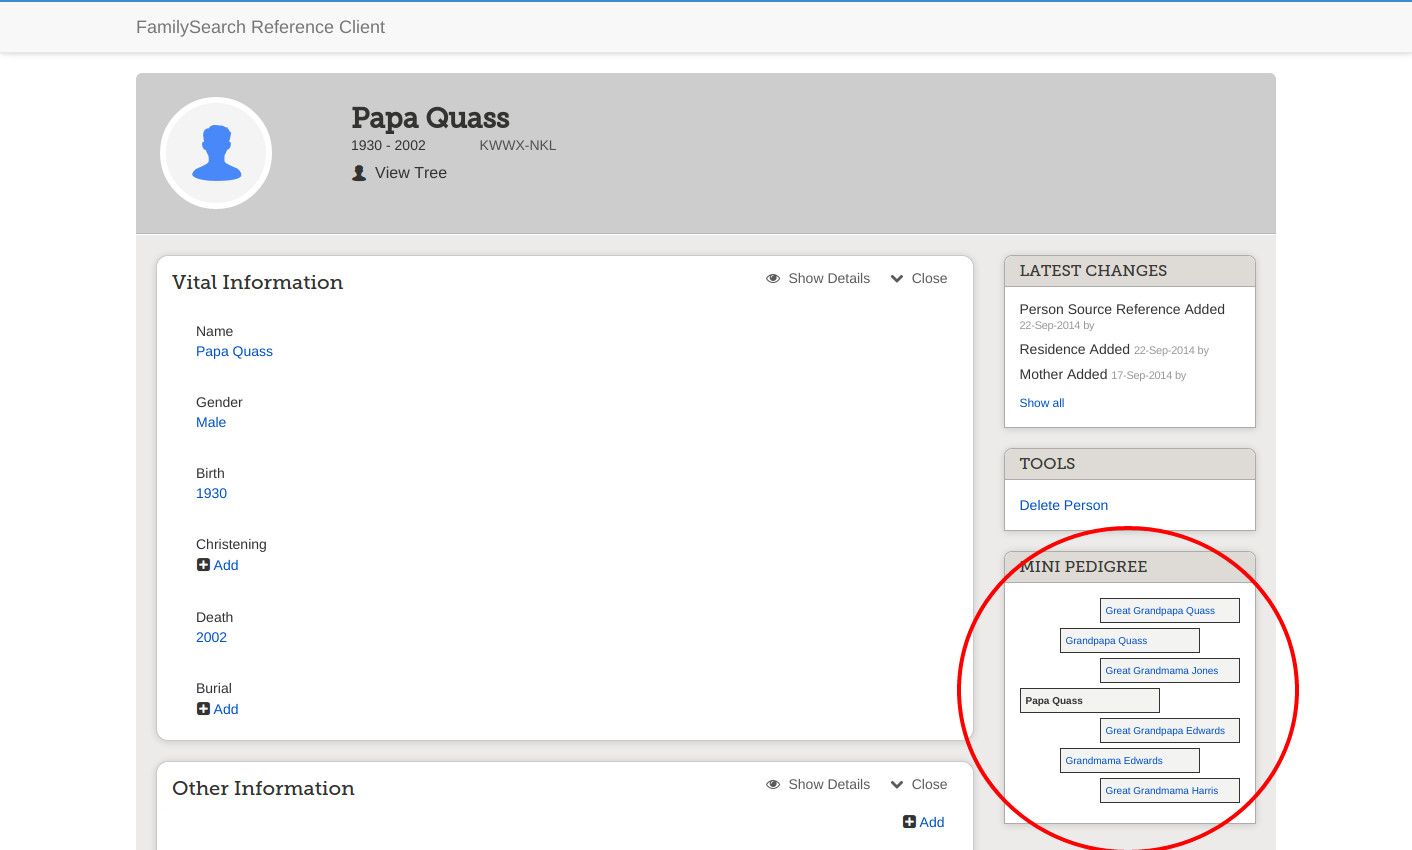 FamilySearch Reference Client
Papa Quass
1930 - 2002 KWWX-NKL
View Tree
Vital Information
Show Details Close
Name
Papa Quass
Gender
Male
Birth
1930
Christening
Add
Death
2002
Burial
Add
Other Information
Show Details Close
Add
LATEST CHANGES
Person Source Reference Added
22-Sep-2014 by
Residence Added 22-Sep-2014 by
Mother Added 17-Sep-2014 by
Show all
TOOLS
Delete Person
MINI PEDIGREE
Great Grandpapa Quass
Grandpapa Quass
Great Grandmama Jones
Papa Quass
Great Grandpapa Edwards
Grandmama Edwards
Great Grandmama Harris